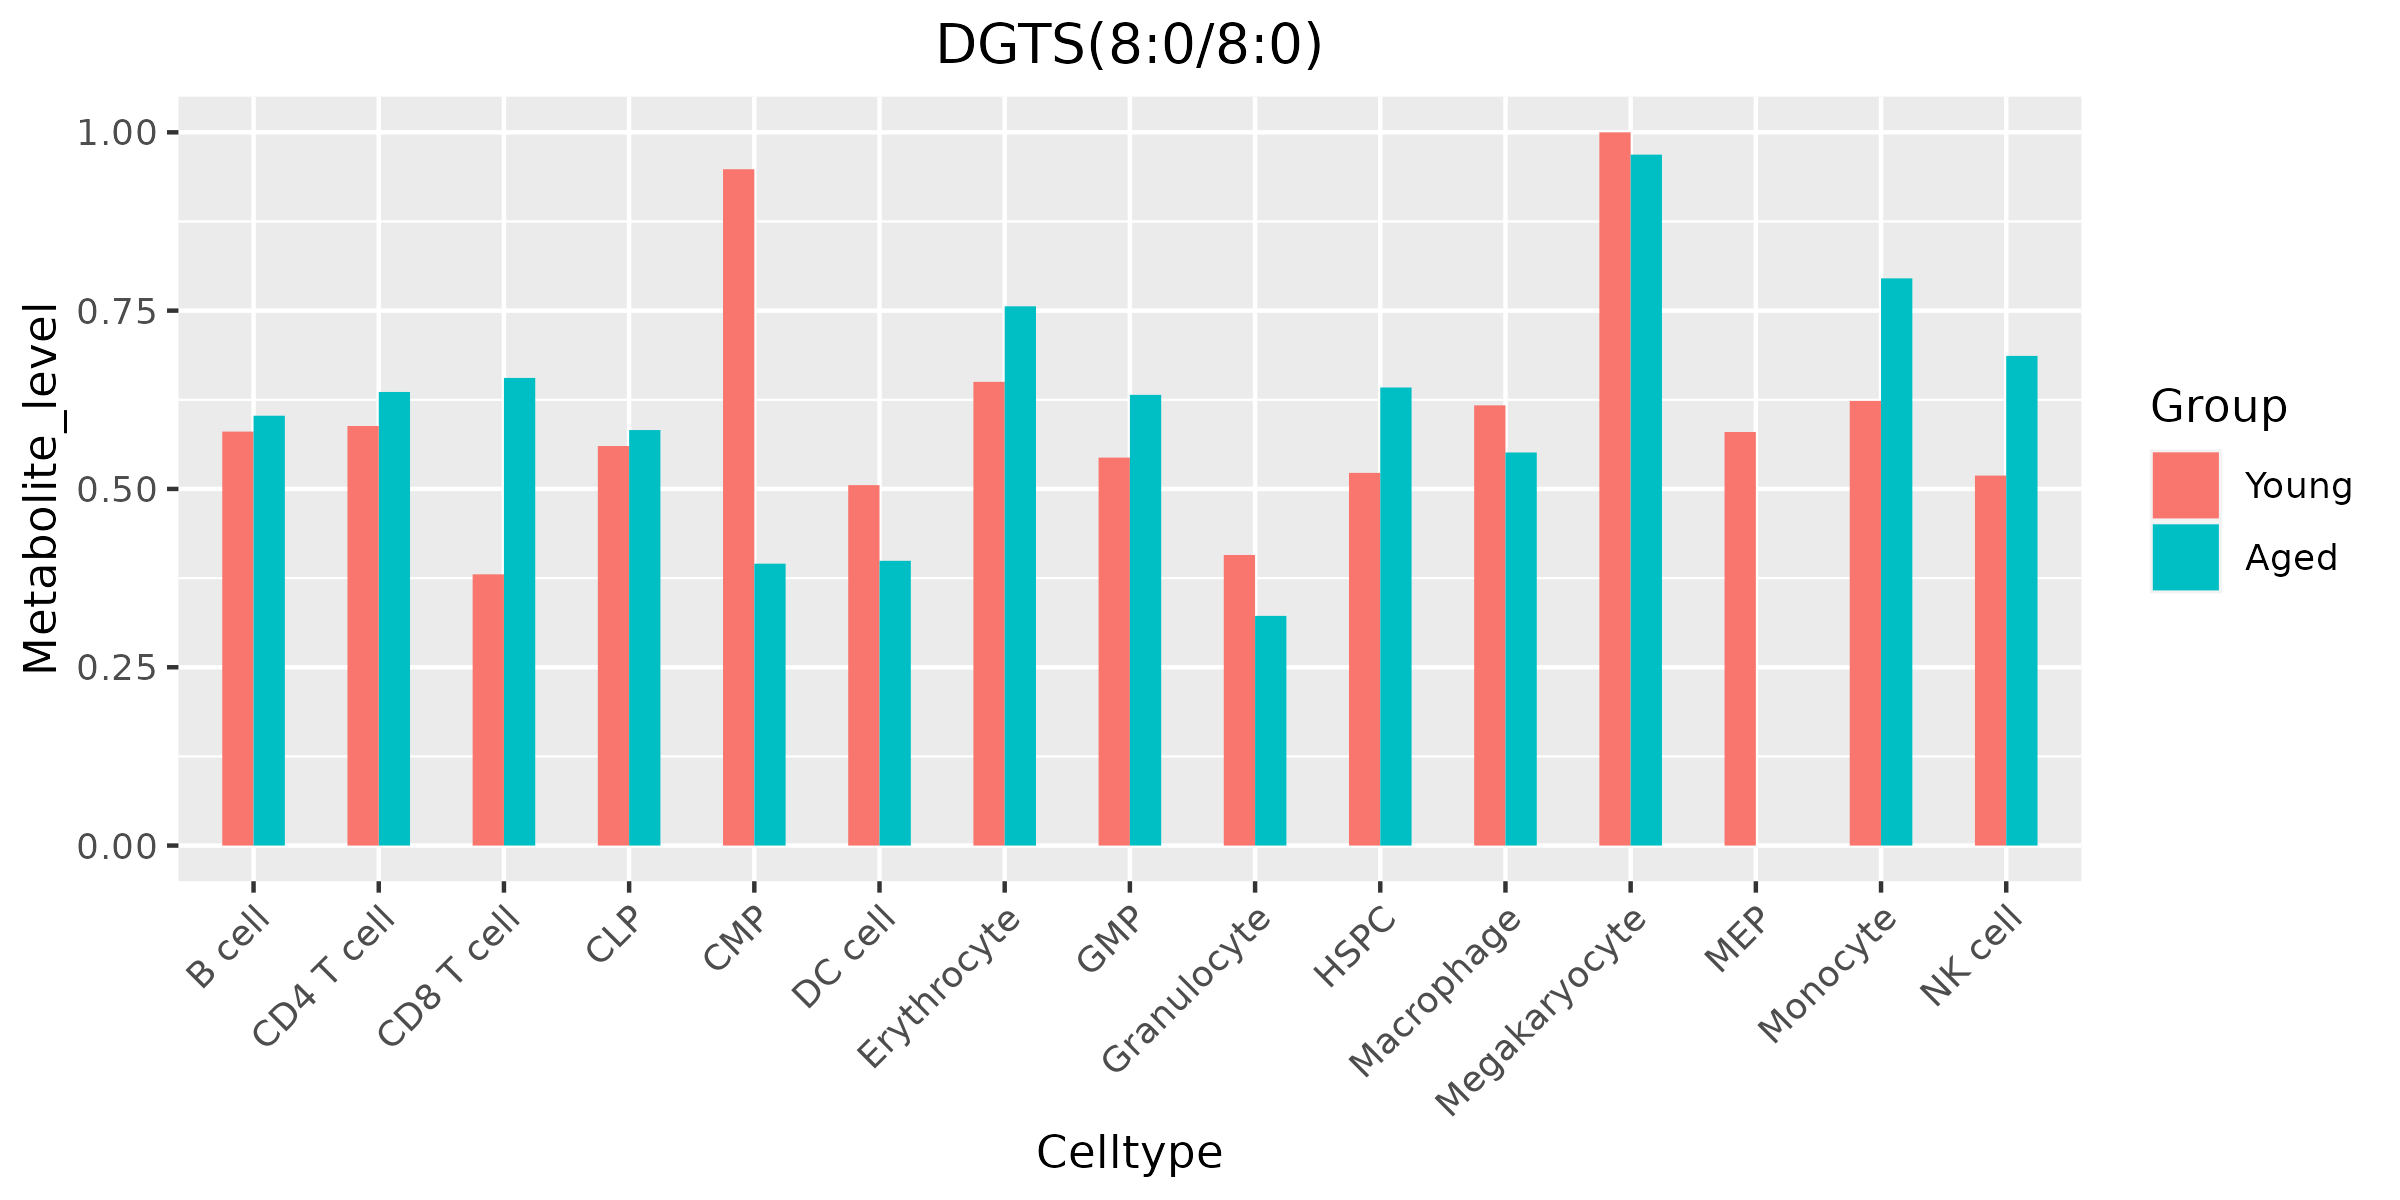 DGTS(8:0/8:0)
Metabolite_level
1.00
0.75
0.50
0.25
0.00
B cell
CD4 T cell
CD8 T cell
CLP
CMP
DC cell
Erythrocyte
GMP
Granulocyte
HSPC
Macrophage
Megakaryocyte
MEP
Monocyte
NK cell
Celltype
Group
Young
Aged